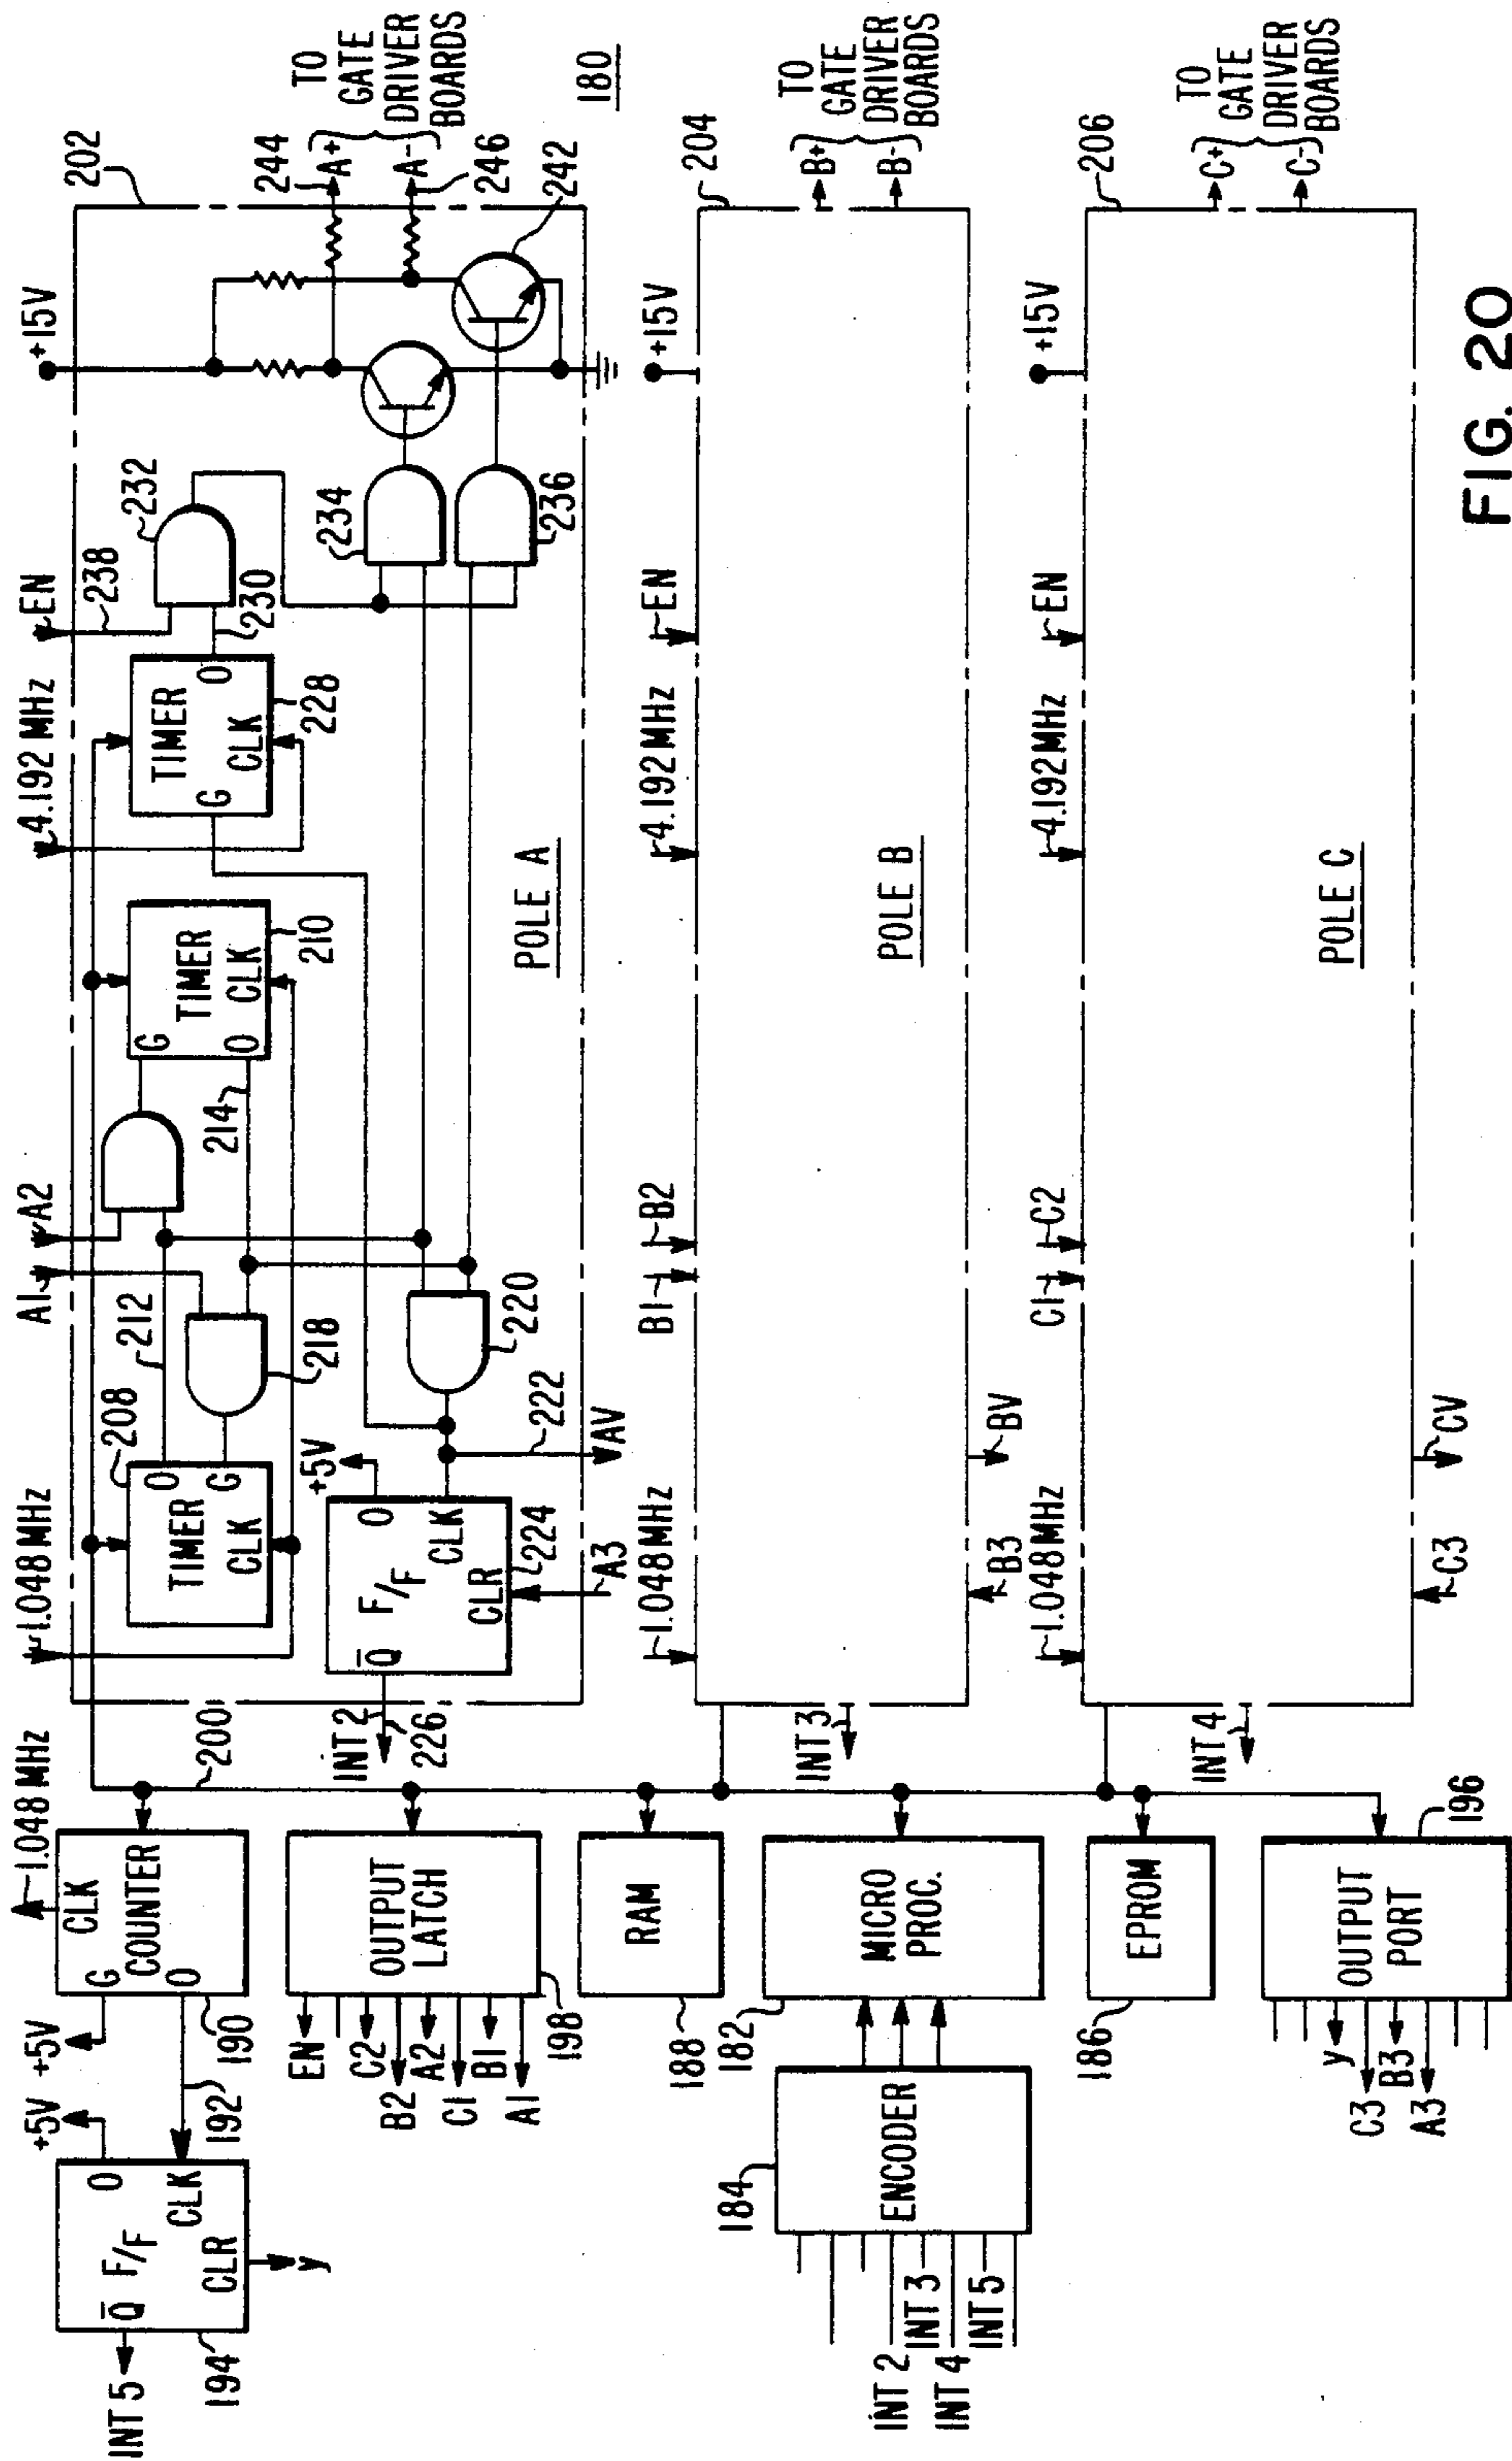 INT 5
Q̄ F/F
O
CLK
CLR
194
y
+5V
192
+5V
G
CLK
COUNTER
O
190
1.048 MHz
200
OUTPUT
LATCH
EN
C2
B2
A2
C1
B1
A1
198
RAM
188
MICRO
PROC.
182
ENCODER
184
INT 2
INT 3
INT 4
INT 5
EPROM
186
OUTPUT
PORT
196
y
C3
B3
A3
1.048 MHz
208
TIMER
O
G
CLK
212
A1
A2
218
214
G
TIMER
O
CLK
210
4.192 MHz
G
TIMER
O
CLK
228
EN
238
230
232
+15V
202
244
A+
A-
246
TO
GATE
DRIVER
BOARDS
234
236
242
180
INT 2
226
Q̄ F/F
O
CLK
CLR
224
A3
+5V
220
222
AV
POLE A
1.048 MHz
B1
B2
4.192 MHz
EN
+15V
204
B+
B-
TO
GATE
DRIVER
BOARDS
INT 3
B3
BV
POLE B
1.048 MHz
C1
C2
4.192 MHz
EN
+15V
206
C+
C-
TO
GATE
DRIVER
BOARDS
INT 4
C3
CV
POLE C
FIG. 20